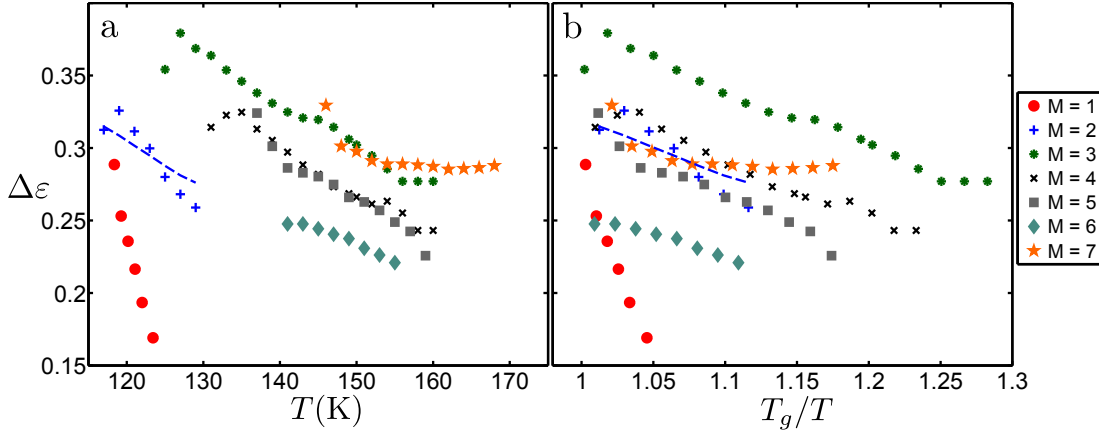 a
b
0.35
0.3
0.25
0.2
0.15
Δε
120 130 140 150 160 170
T(K)
1 1.05 1.1 1.15 1.2 1.25 1.3
T_g/T
M = 1
M = 2
M = 3
M = 4
M = 5
M = 6
M = 7